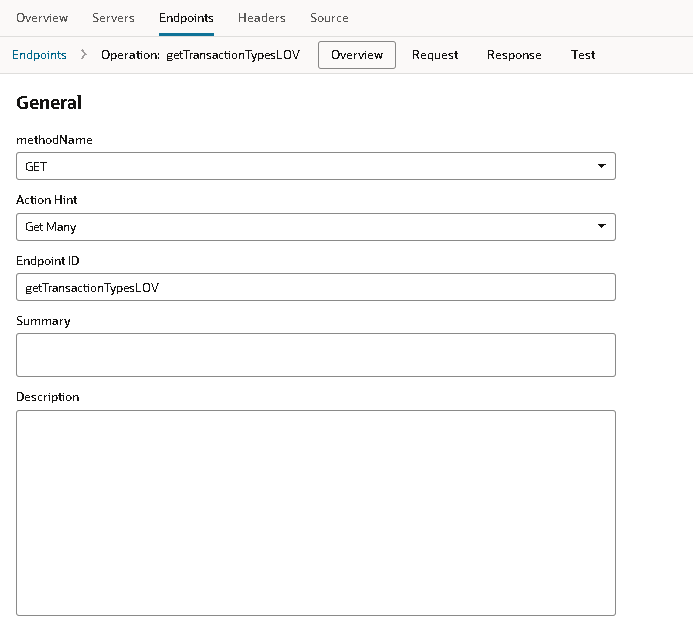 Overview Servers Endpoints Headers Source
Endpoints > Operation: getTransactionTypesLOV Overview Request Response Test
General
methodName
GET
Action Hint
Get Many
Endpoint ID
getTransactionTypesLOV
Summary
Description